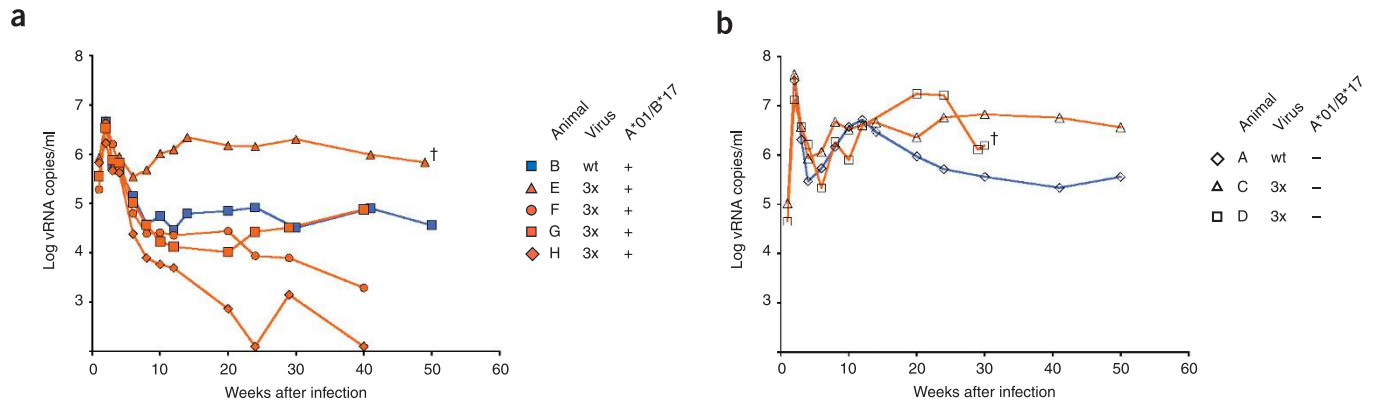 a
8
7
6
5
4
3
0
10
20
30
40
50
60
Log vRNA copies/ml
Weeks after infection
†
Animal Virus A*01/B*17
B wt +
E 3x +
F 3x +
G 3x +
H 3x +
b
8
7
6
5
4
3
0
10
20
30
40
50
60
Log vRNA copies/ml
Weeks after infection
†
Animal Virus A*01/B*17
A wt −
C 3x −
D 3x −